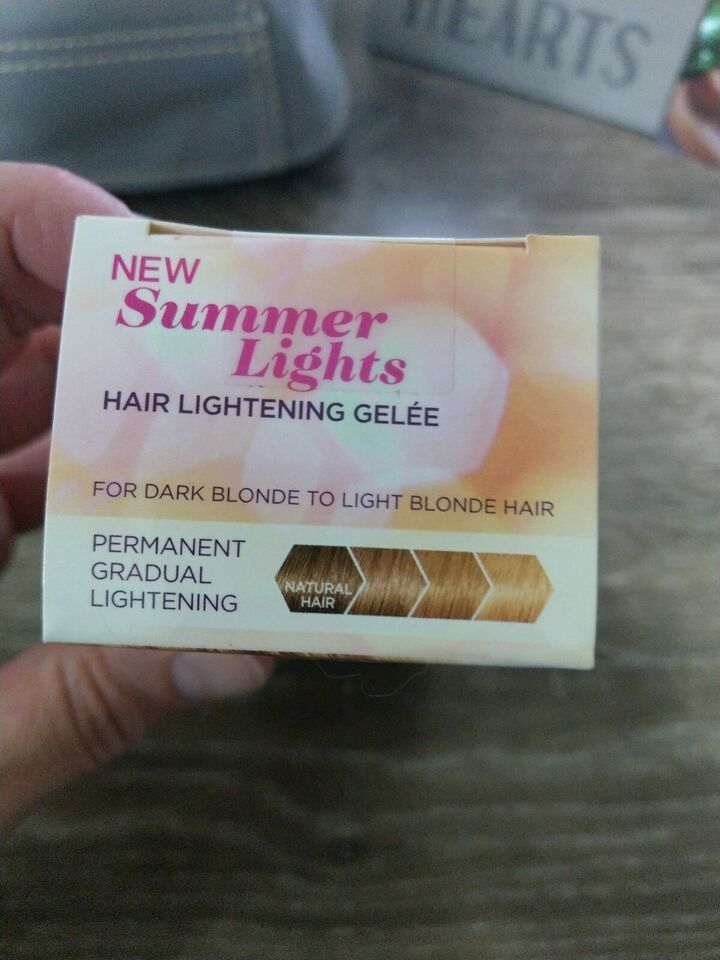 HEARTS
NEW
Summer
Lights
HAIR LIGHTENING GELÉE
FOR DARK BLONDE TO LIGHT BLONDE HAIR
PERMANENT
GRADUAL
LIGHTENING
NATURAL
HAIR